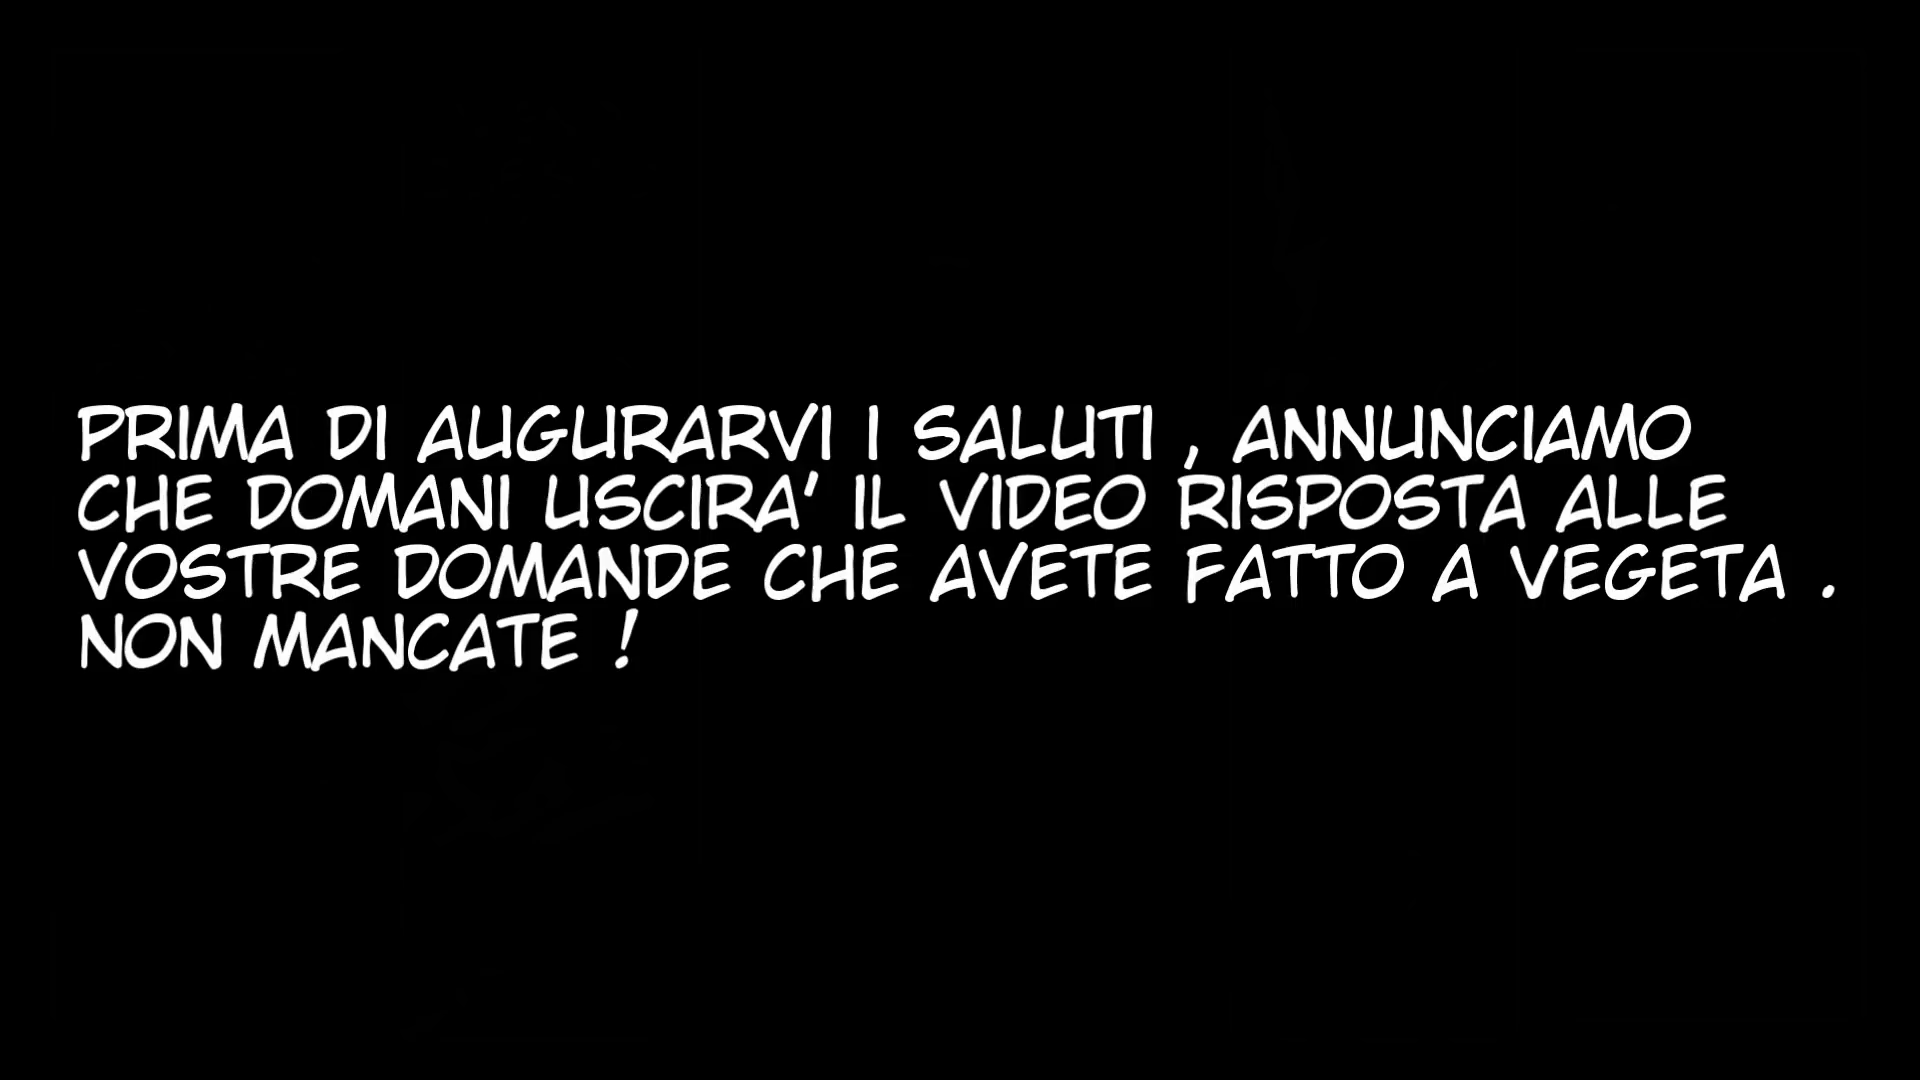 PRIMA DI AUGURARVI I SALUTI , ANNUNCIAMO
CHE DOMANI USCIRA' IL VIDEO RISPOSTA ALLE
VOSTRE DOMANDE CHE AVETE FATTO A VEGETA .
NON MANCATE !